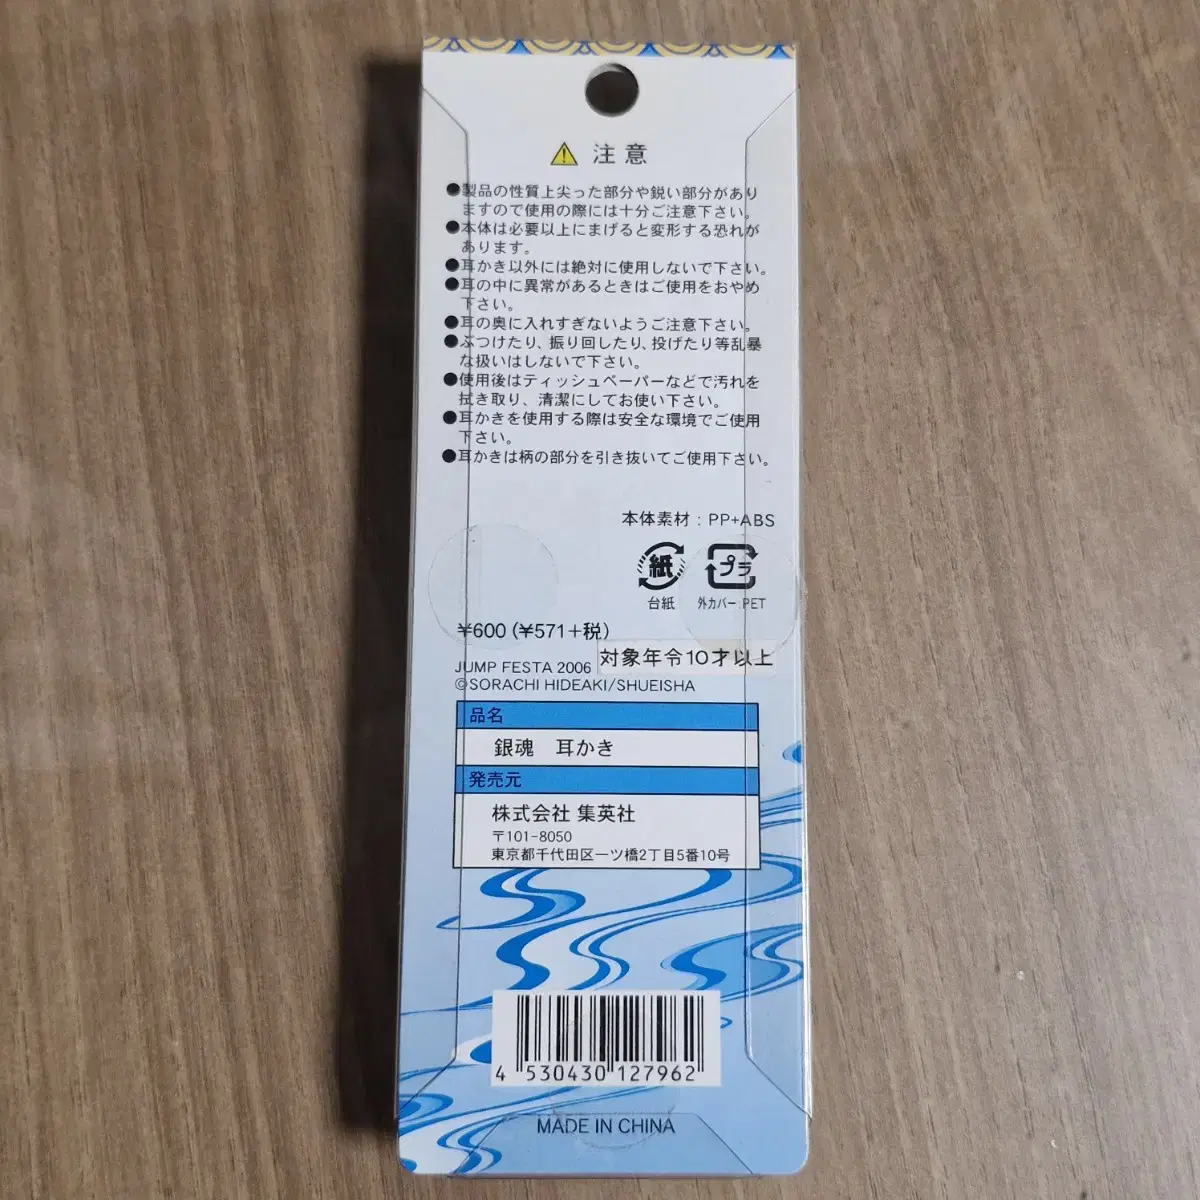 注意
●製品の性質上尖った部分や鋭い部分があり
ますので使用の際には十分ご注意下さい。
●本体は必要以上にまげると変形する恐れが
あります。
●耳かき以外には絶対に使用しないで下さい。
●耳の中に異常があるときはご使用をおやめ
下さい。
●耳の奥に入れすぎないようご注意下さい。
●ぶつけたり、振り回したり、投げたり等乱暴
な扱いはしないで下さい。
●使用後はティッシュペーパーなどで汚れを
拭き取り、清潔にしてお使い下さい。
●耳かきを使用する際は安全な環境でご使用
下さい。
●耳かきは柄の部分を引き抜いてご使用下さい。
本体素材：PP+ABS
紙 プラ
台紙 外カバー:PET
¥600 (¥571+税)
対象年令10才以上
JUMP FESTA 2006
©SORACHI HIDEAKI/SHUEISHA
品名
銀魂 耳かき
発売元
株式会社 集英社
〒101-8050
東京都千代田区一ツ橋2丁目5番10号
4 530430 127962
MADE IN CHINA